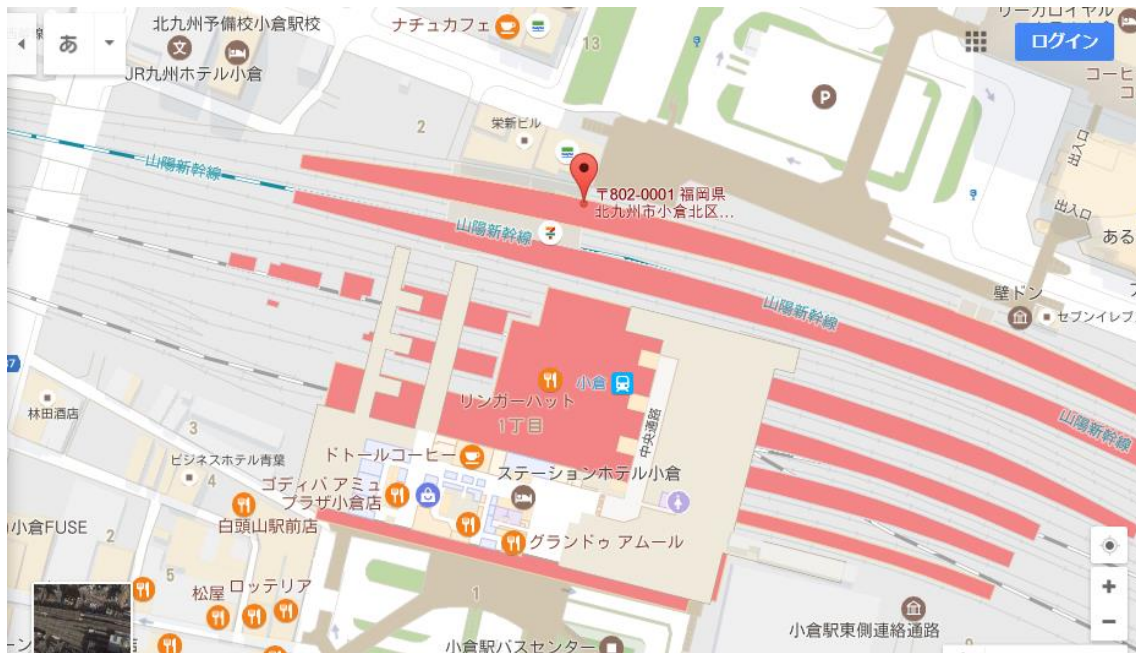 北九州予備校小倉駅校
ナチュカフェ
リーガロイヤル
あ
13
ログイン
JR九州ホテル小倉
P
2
栄新ビル
出入口
山陽新幹線
〒802-0001 福岡県
北九州市小倉北区...
出入口
山陽新幹線
ある
壁ドン
山陽新幹線
セブンイレブ
小倉
リンガーハット
林田酒店
1丁目
中央通路
山陽新幹線
3
ドトールコーヒー
ビジネスホテル青葉
ステーションホテル小倉
4
ゴディバ アミュ
プラザ小倉店
小倉FUSE
2
白頭山駅前店
グランドゥ アムール
5
松屋
ロッテリア
1
小倉駅東側連絡通路
小倉駅バスセンター